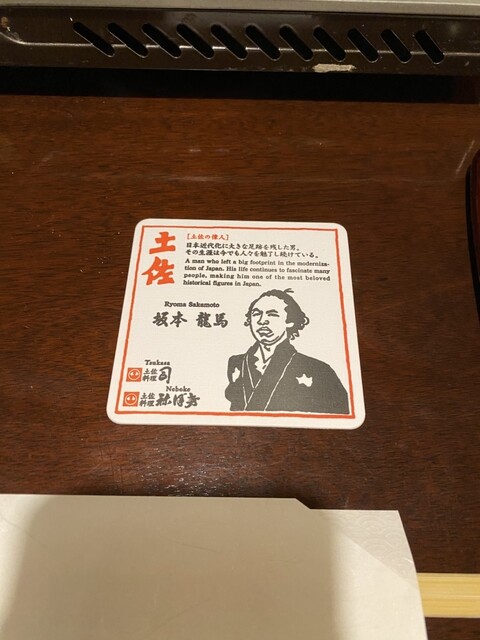 土佐
[土佐の偉人]
日本近代化に大きな足跡を残した男。
その生涯は今でも人々を魅了し続けている。
A man who left a big footprint in the moderniza-
tion of Japan. His life continues to fascinate many
people, making him one of the most beloved
historical figures in Japan.
Ryoma Sakamoto
坂本 龍馬
Tsukasa
土佐料理 司
Neboke
土佐料理 祢保希